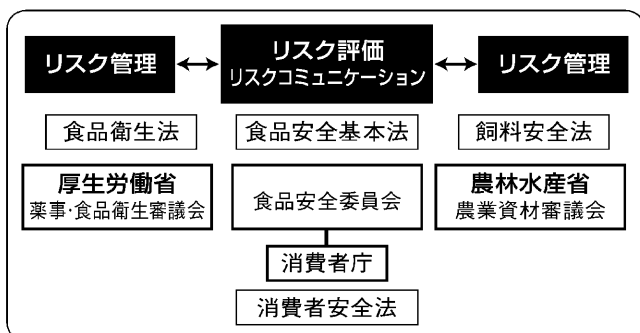 リスク管理
リスク評価
リスクコミュニケーション
リスク管理
食品衛生法
食品安全基本法
飼料安全法
厚生労働省
薬事・食品衛生審議会
食品安全委員会
農林水産省
農業資材審議会
消費者庁
消費者安全法